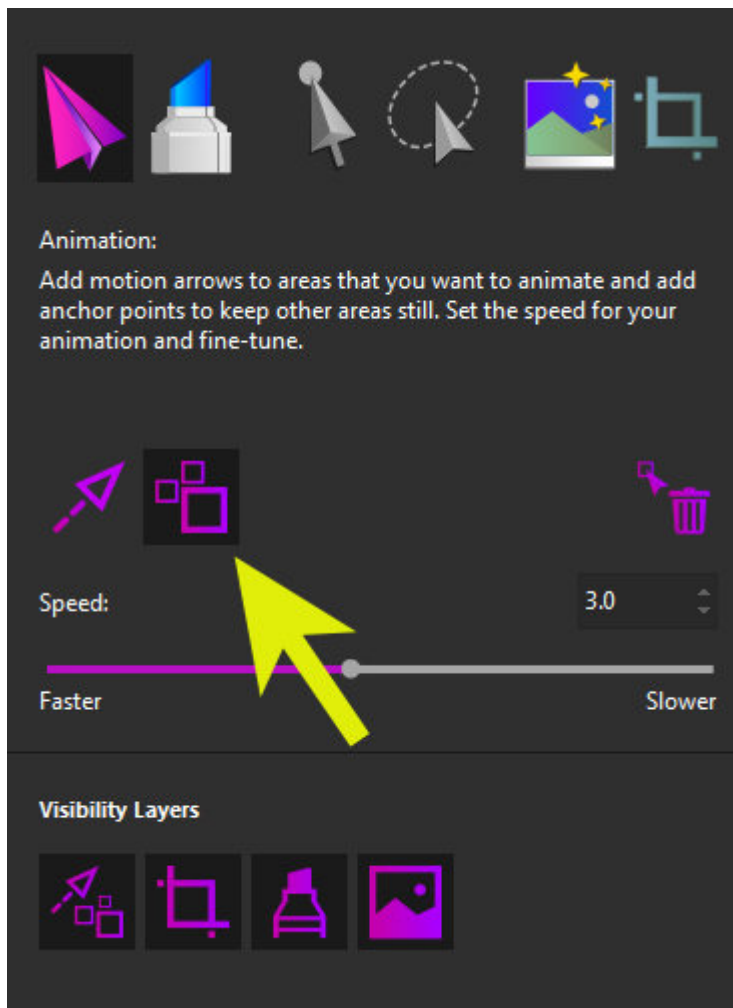 Animation:
Add motion arrows to areas that you want to animate and add
anchor points to keep other areas still. Set the speed for your
animation and fine-tune.
Speed:
3.0
Faster
Slower
Visibility Layers